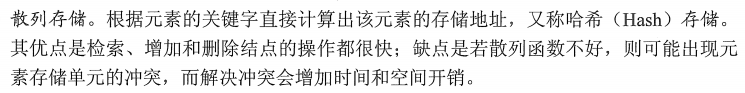 散列存储。根据元素的关键字直接计算出该元素的存储地址，又称哈希（Hash）存储。
其优点是检索、增加和删除结点的操作都很快；缺点是若散列函数不好，则可能出现元
素存储单元的冲突，而解决冲突会增加时间和空间开销。